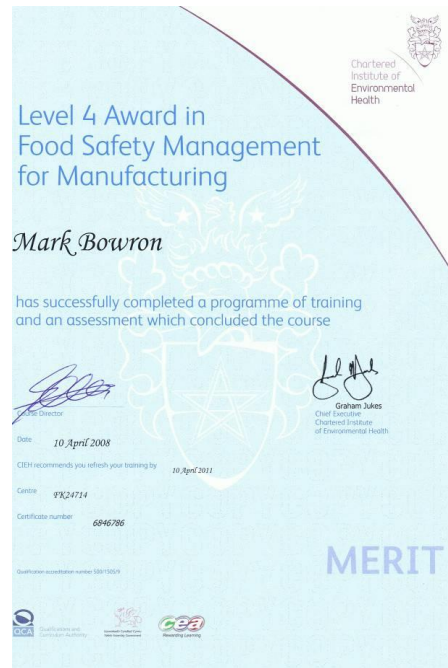 Chartered
Institute of
Environmental
Health
Level 4 Award in
Food Safety Management
for Manufacturing
Mark Bowron
has successfully completed a programme of training
and an assessment which concluded the course
Course Director
Graham Jukes
Chief Executive
Chartered Institute
of Environmental Health
Date 10 April 2008
CIEH recommends you refresh your training by 10 April 2011
Centre FK24714
Certificate number 6846786
MERIT
Qualification accreditation number
QCA
Qualifications and
Curriculum Authority
cea
Rewarding Learning